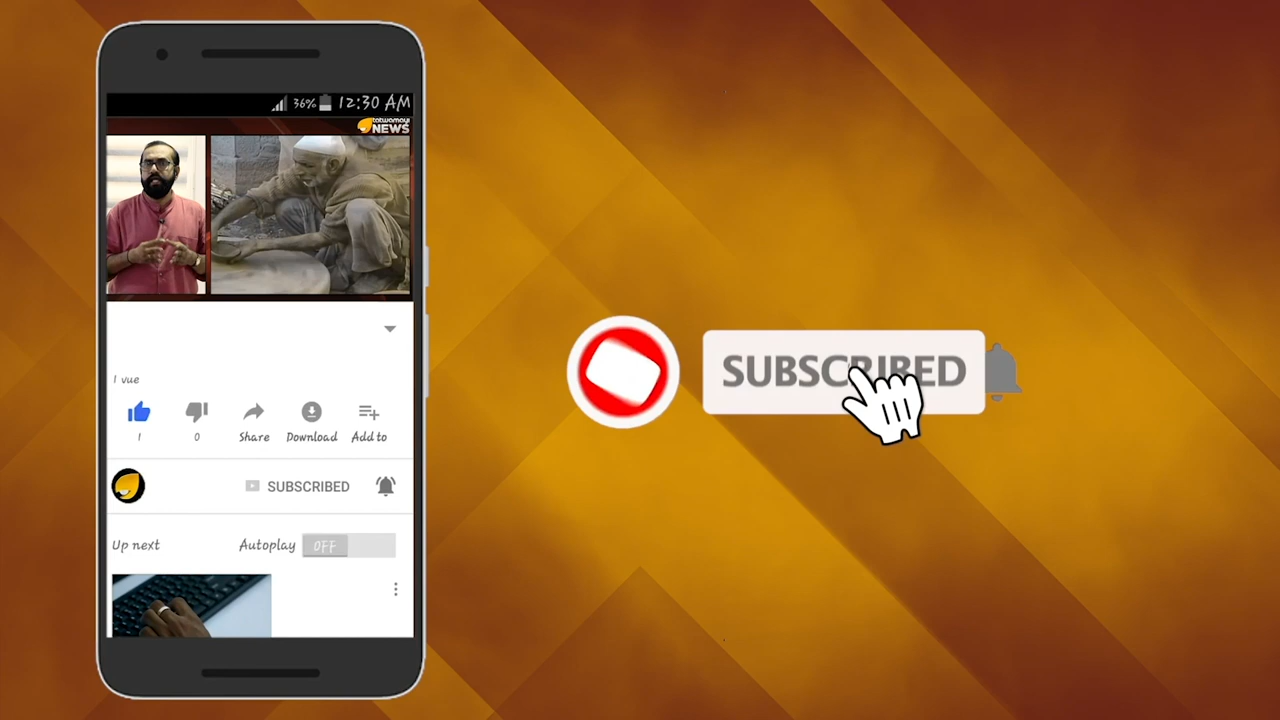 36% 12:30 AM
tatwamayi
NEWS
1 vue
1 0 Share Download Add to
SUBSCRIBED
Up next Autoplay OFF
SUBSCRIBED